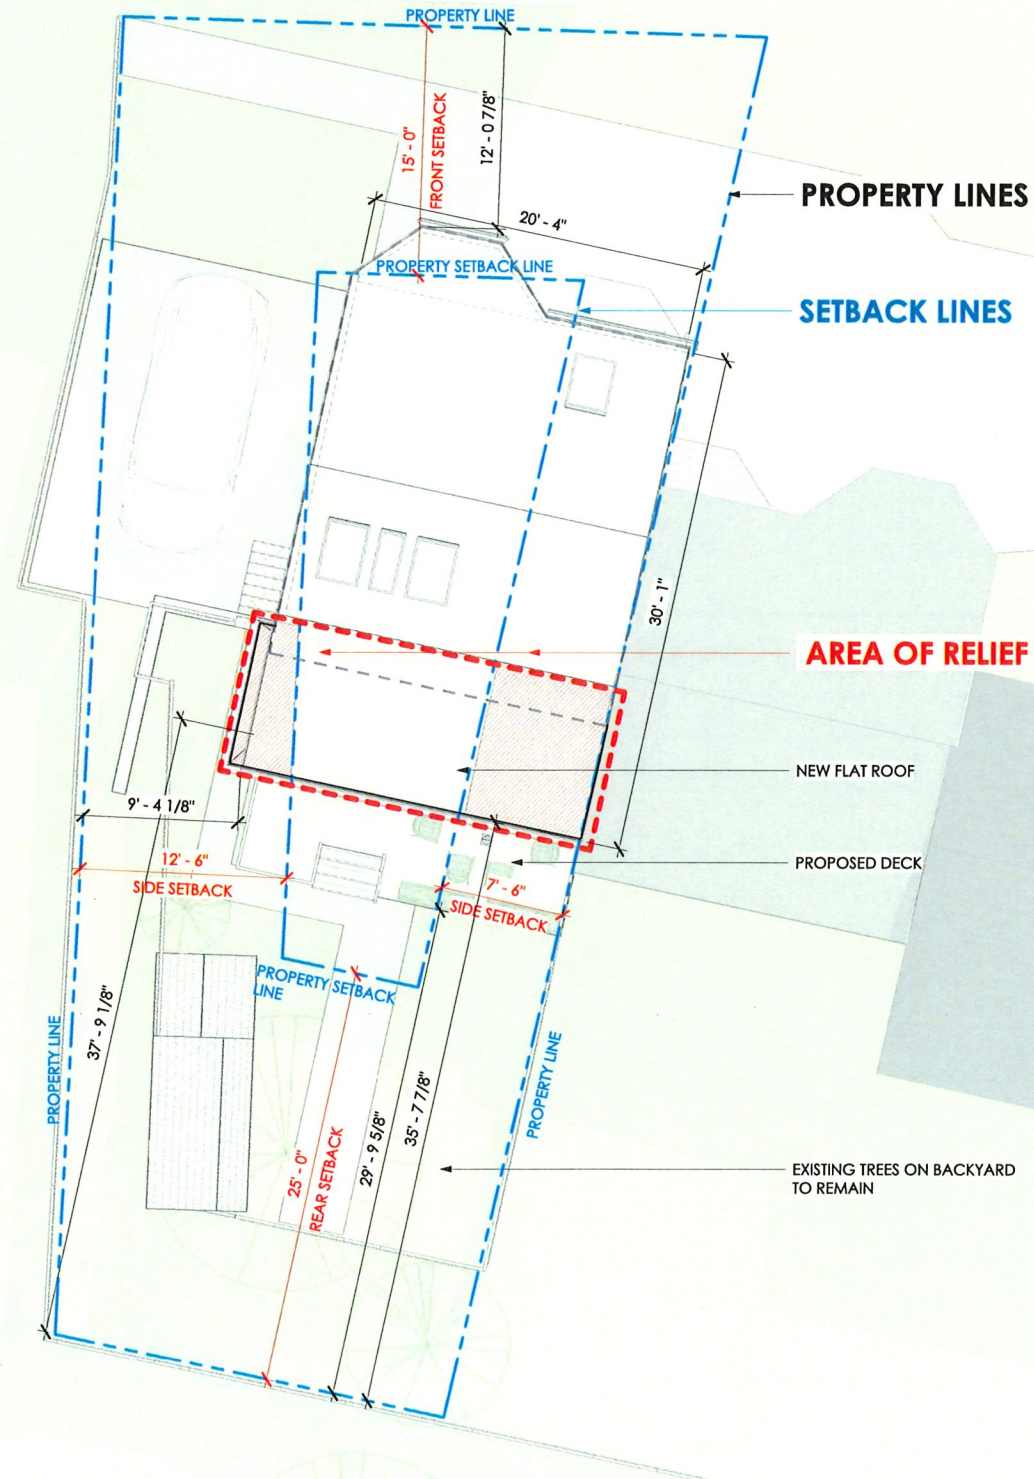 PROPERTY LINE
15' - 0"
FRONT SETBACK
12' - 0 7/8"
PROPERTY LINES
20' - 4"
PROPERTY SETBACK LINE
SETBACK LINES
30' - 1"
AREA OF RELIEF
NEW FLAT ROOF
9' - 4 1/8"
12' - 6"
SIDE SETBACK
PROPOSED DECK
7' - 6"
SIDE SETBACK
PROPERTY SETBACK
LINE
37' - 9 1/8"
PROPERTY LINE
25' - 0"
REAR SETBACK
29' - 9 5/8"
35' - 7 7/8"
PROPERTY LINE
EXISTING TREES ON BACKYARD
TO REMAIN